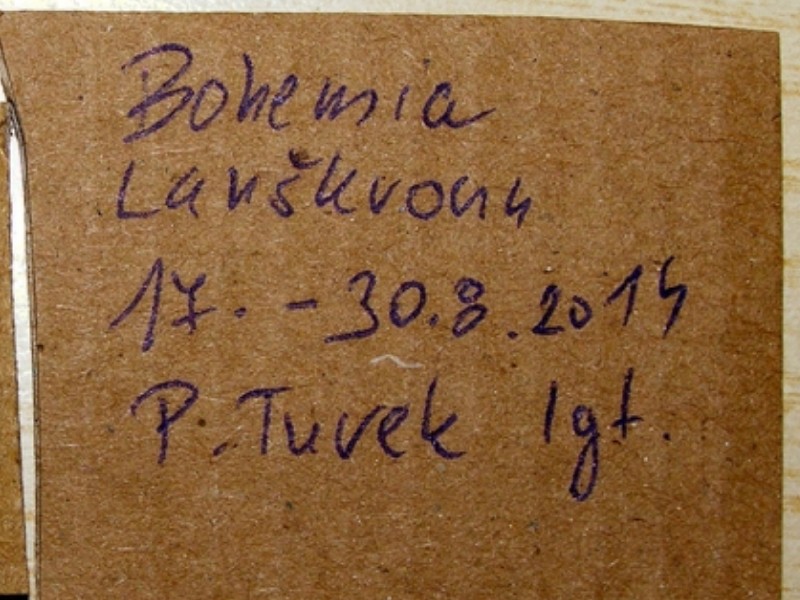 Bohemia
Lanškroun
17. - 30.8.2014
P. Turek lgt.